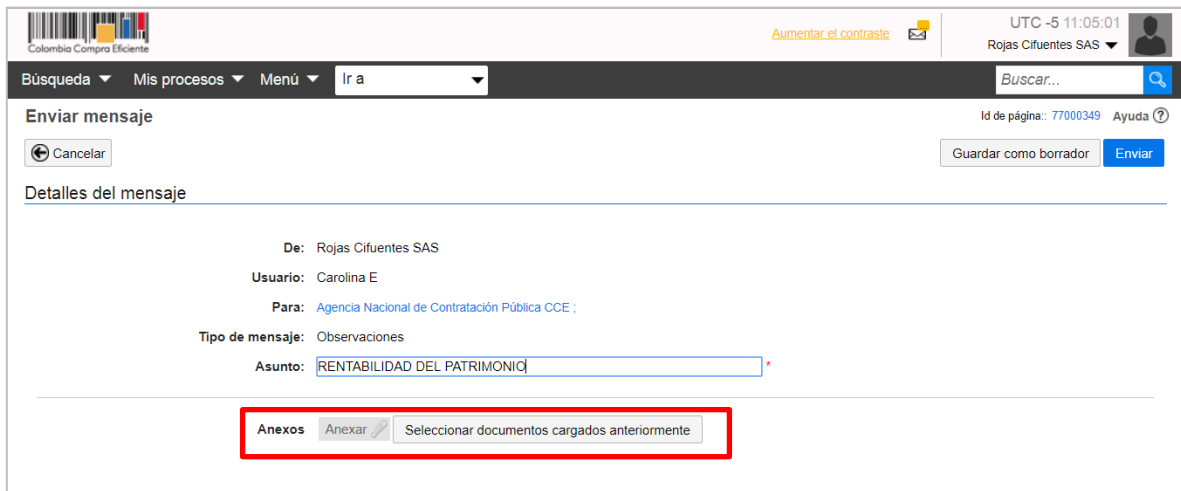 Colombia Compra Eficiente
Aumentar el contraste
UTC -5 11:05:01
Rojas Cifuentes SAS
Búsqueda Mis procesos Menú Ir a Buscar...
Enviar mensaje
Id de página:: 77000349 Ayuda ?
Cancelar Guardar como borrador Enviar
Detalles del mensaje
De: Rojas Cifuentes SAS
Usuario: Carolina E
Para: Agencia Nacional de Contratación Pública CCE ;
Tipo de mensaje: Observaciones
Asunto: RENTABILIDAD DEL PATRIMONIO *
Anexos Anexar Seleccionar documentos cargados anteriormente